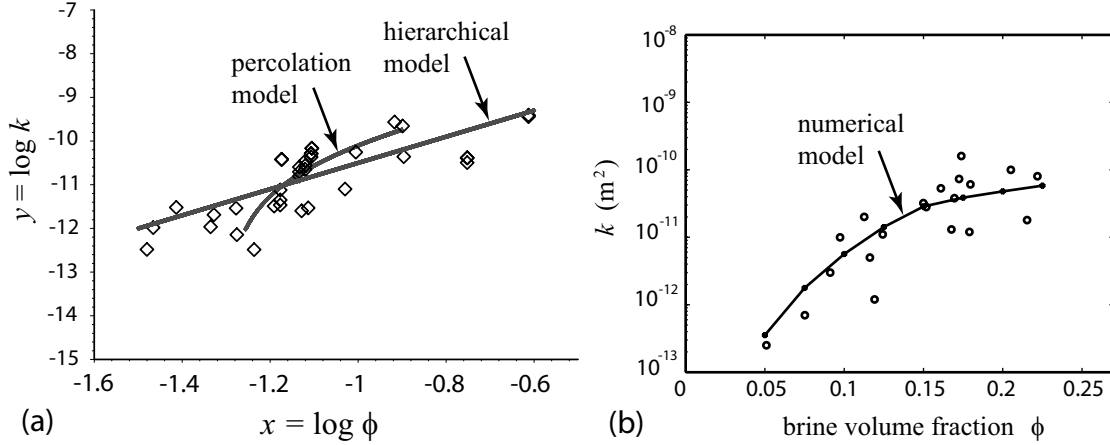 -7
-8
-9
-10
-11
-12
-13
-14
-15
y = log k
-1.6
-1.4
-1.2
-1
-0.8
-0.6
x = log ϕ
percolation
model
hierarchical
model
(a)
10⁻⁸
10⁻⁹
10⁻¹⁰
10⁻¹¹
10⁻¹²
10⁻¹³
k (m²)
0
0.05
0.1
0.15
0.2
0.25
brine volume fraction ϕ
numerical
model
(b)